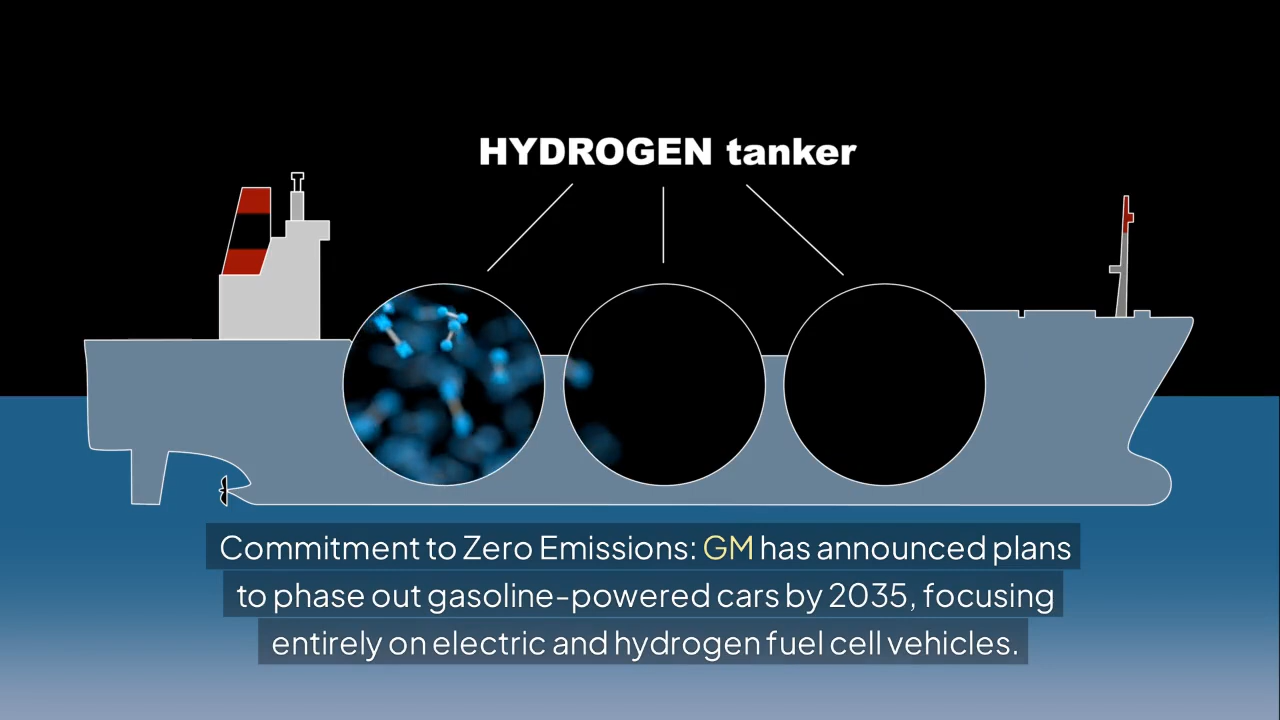 HYDROGEN tanker
Commitment to Zero Emissions: GM has announced plans
to phase out gasoline-powered cars by 2035, focusing
entirely on electric and hydrogen fuel cell vehicles.